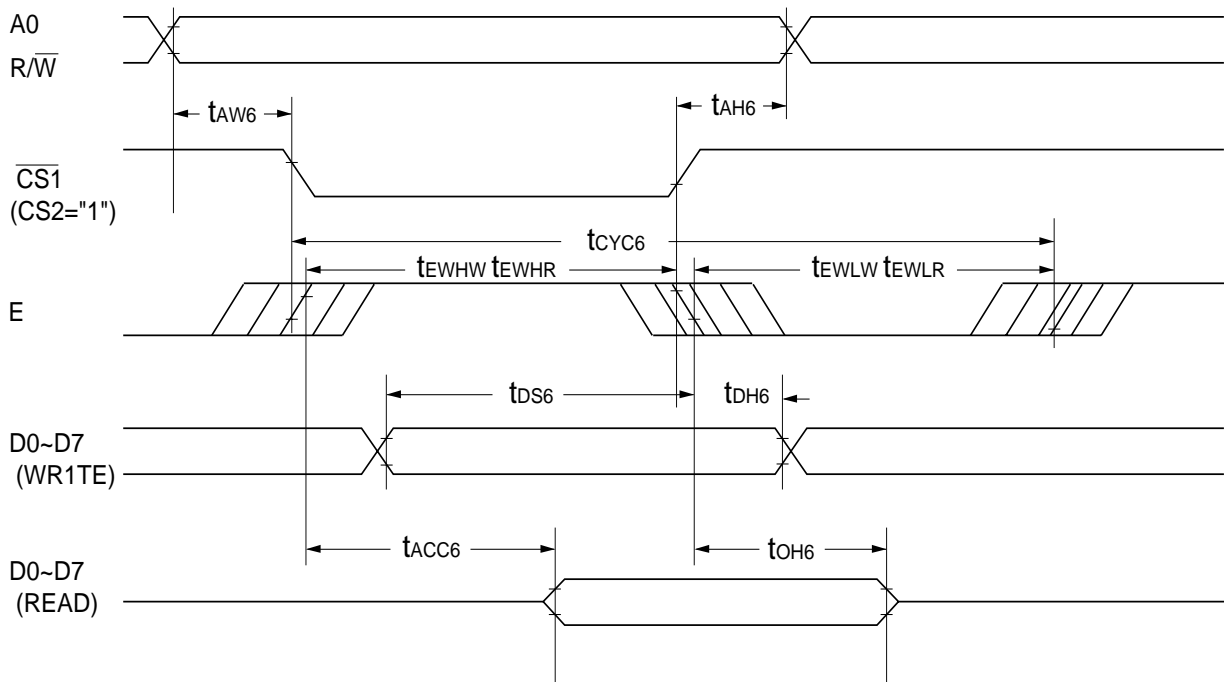 A0
R/W̅
tAW6
tAH6
C̅S̅1̅
(CS2="1")
tCYC6
tEWHW tEWHR
tEWLW tEWLR
E
tDS6
tDH6
D0~D7
(WR1TE)
tACC6
tOH6
D0~D7
(READ)